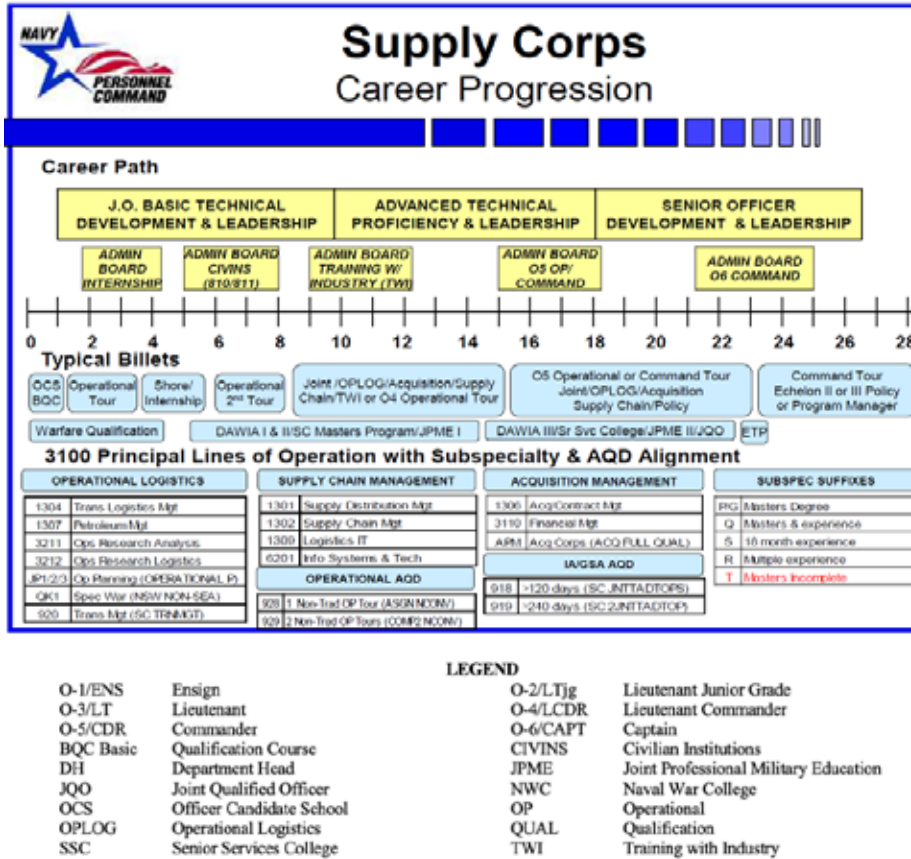 NAVY
PERSONNEL
COMMAND
Supply Corps
Career Progression
Career Path
J.O. BASIC TECHNICAL
DEVELOPMENT & LEADERSHIP
ADVANCED TECHNICAL
PROFICIENCY & LEADERSHIP
SENIOR OFFICER
DEVELOPMENT & LEADERSHIP
ADMIN
BOARD
INTERNSHIP
ADMIN BOARD
CIVINS
(810/811)
ADMIN BOARD
TRAINING W/
INDUSTRY (TWI)
ADMIN BOARD
O5 OP/
COMMAND
ADMIN BOARD
O6 COMMAND
0 2 4 6 8 10 12 14 16 18 20 22 24 26 28
Typical Billets
OCS
BQC
Operational
Tour
Shore/
Internship
Operational
2nd Tour
Joint /OPLOG/Acquisition/Supply
Chain/TWI or O4 Operational Tour
O5 Operational or Command Tour
Joint/OPLOG/Acquisition
Supply Chain/Policy
Command Tour
Echelon II or III Policy
or Program Manager
Warfare Qualification
DAWIA I & II/SC Masters Program/JPME I
DAWIA III/Sr Svc College/JPME II/JQO
ETP
3100 Principal Lines of Operation with Subspecialty & AQD Alignment
OPERATIONAL LOGISTICS
1304 Trans Logistics Mgt
1307 Petroleum Mgt
3211 Ops Research Analysis
3212 Ops Research Logistics
JP1/2/3 Op Planning (OPERATIONAL P)
QK1 Spec War (NSW NON-SEA)
920 Trans Mgt (SC TRNMGT)
SUPPLY CHAIN MANAGEMENT
1301 Supply Distribution Mgt
1302 Supply Chain Mgt
1309 Logistics IT
6201 Info Systems & Tech
OPERATIONAL AQD
928 1 Non-Trad OP Tour (ASGN NCONV)
929 2 Non-Trad OP Tours (COMP2 NCONV)
ACQUISITION MANAGEMENT
1306 Acq/Contract Mgt
3110 Financial Mgt
APM Acq Corps (ACQ FULL QUAL)
IA/GSA AQD
918 >120 days (SC JNTTADTOPS)
919 >240 days (SC 2JNTTADTOP)
SUBSPEC SUFFIXES
P/G Masters Degree
Q Masters & experience
S 18 month experience
R Multiple experience
T Masters Incomplete
LEGEND
O-1/ENS Ensign O-2/LTjg Lieutenant Junior Grade
O-3/LT Lieutenant O-4/LCDR Lieutenant Commander
O-5/CDR Commander O-6/CAPT Captain
BQC Basic Qualification Course CIVINS Civilian Institutions
DH Department Head JPME Joint Professional Military Education
JQO Joint Qualified Officer NWC Naval War College
OCS Officer Candidate School OP Operational
OPLOG Operational Logistics QUAL Qualification
SSC Senior Services College TWI Training with Industry